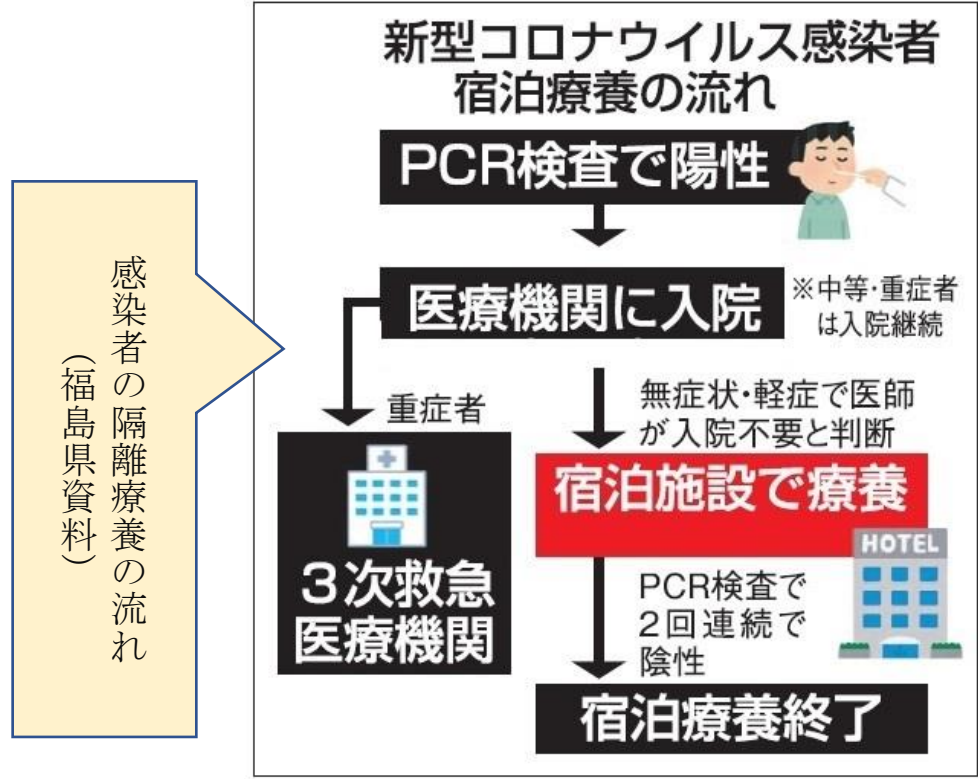 新型コロナウイルス感染者
宿泊療養の流れ
PCR検査で陽性
医療機関に入院
※中等・重症者
は入院継続
重症者
3次救急
医療機関
無症状・軽症で医師
が入院不要と判断
宿泊施設で療養
HOTEL
PCR検査で
2回連続で
陰性
宿泊療養終了
感染者の隔離療養の流れ
（福島県資料）